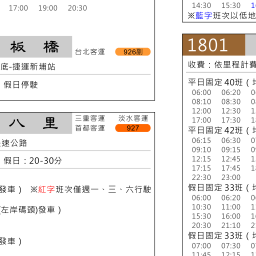 17:00 19:00 20:30
板橋 台北客運 926副
底-捷運新埔站
假日停駛
八里 三重客運 首都客運 淡水客運 927
速公路
假日：20-30分
發車） ※紅字班次僅週一、三、六行駛
(左岸碼頭)發車）
發車）
14:30 15:30
※藍字班次以低地
1801
收費：依里程計費
平日固定40班（
06:00 06:20
08:10 08:30
12:00 12:30
17:00 17:30
平日固定42班（
06:15 06:30
09:10 09:15
12:15 12:45
17:15 17:45
22:30 23:00
假日固定33班（
06:00 06:20
10:30 11:00
15:30 16:00
20:30 21:10
假日固定33班（
07:00 07:30
11:45 12:15